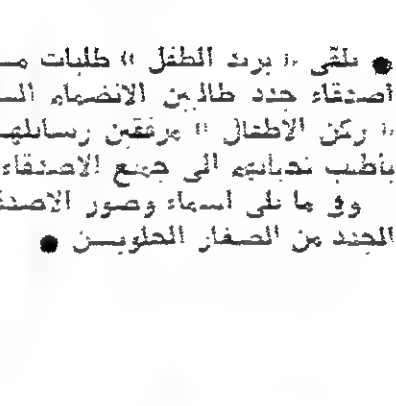 ● تلقى « بريد الطفل » طلبات
اصدقاء جدد طالبين الانضمام
« ركن الاطفال » مرفقين رسائلهم
بأطيب تحياتهم الى جميع الاصدقاء
وفي ما يلي اسماء وصور
الجدد من الصغار الحلوين ●